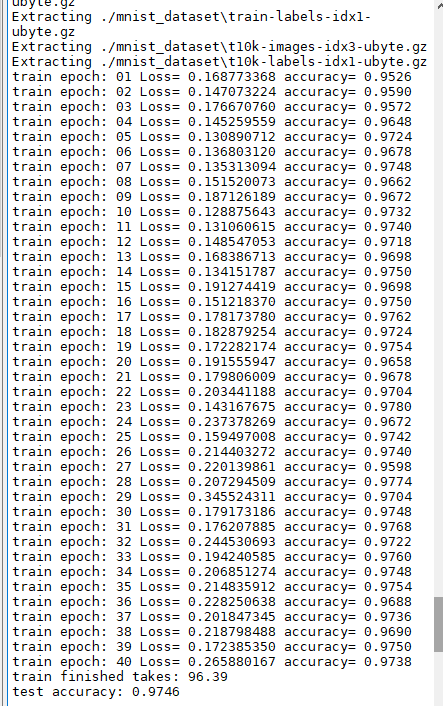 ubyte.gz
Extracting ./mnist_dataset\train-labels-idx1-
ubyte.gz
Extracting ./mnist_dataset\t10k-images-idx3-ubyte.gz
Extracting ./mnist_dataset\t10k-labels-idx1-ubyte.gz
train epoch: 01 Loss= 0.168773368 accuracy= 0.9526
train epoch: 02 Loss= 0.147073224 accuracy= 0.9590
train epoch: 03 Loss= 0.176670760 accuracy= 0.9572
train epoch: 04 Loss= 0.145259559 accuracy= 0.9648
train epoch: 05 Loss= 0.130890712 accuracy= 0.9724
train epoch: 06 Loss= 0.136803120 accuracy= 0.9678
train epoch: 07 Loss= 0.135313094 accuracy= 0.9748
train epoch: 08 Loss= 0.151520073 accuracy= 0.9662
train epoch: 09 Loss= 0.187126189 accuracy= 0.9672
train epoch: 10 Loss= 0.128875643 accuracy= 0.9732
train epoch: 11 Loss= 0.131060615 accuracy= 0.9740
train epoch: 12 Loss= 0.148547053 accuracy= 0.9718
train epoch: 13 Loss= 0.168386713 accuracy= 0.9698
train epoch: 14 Loss= 0.134151787 accuracy= 0.9750
train epoch: 15 Loss= 0.191274419 accuracy= 0.9698
train epoch: 16 Loss= 0.151218370 accuracy= 0.9750
train epoch: 17 Loss= 0.178173780 accuracy= 0.9762
train epoch: 18 Loss= 0.182879254 accuracy= 0.9724
train epoch: 19 Loss= 0.172282174 accuracy= 0.9754
train epoch: 20 Loss= 0.191555947 accuracy= 0.9658
train epoch: 21 Loss= 0.179806009 accuracy= 0.9678
train epoch: 22 Loss= 0.203441188 accuracy= 0.9704
train epoch: 23 Loss= 0.143167675 accuracy= 0.9780
train epoch: 24 Loss= 0.237378269 accuracy= 0.9672
train epoch: 25 Loss= 0.159497008 accuracy= 0.9742
train epoch: 26 Loss= 0.214403272 accuracy= 0.9740
train epoch: 27 Loss= 0.220139861 accuracy= 0.9598
train epoch: 28 Loss= 0.207294509 accuracy= 0.9774
train epoch: 29 Loss= 0.345524311 accuracy= 0.9704
train epoch: 30 Loss= 0.179173186 accuracy= 0.9748
train epoch: 31 Loss= 0.176207885 accuracy= 0.9768
train epoch: 32 Loss= 0.244530693 accuracy= 0.9722
train epoch: 33 Loss= 0.194240585 accuracy= 0.9760
train epoch: 34 Loss= 0.206851274 accuracy= 0.9748
train epoch: 35 Loss= 0.214835912 accuracy= 0.9754
train epoch: 36 Loss= 0.228250638 accuracy= 0.9688
train epoch: 37 Loss= 0.201847345 accuracy= 0.9736
train epoch: 38 Loss= 0.218798488 accuracy= 0.9690
train epoch: 39 Loss= 0.172385350 accuracy= 0.9750
train epoch: 40 Loss= 0.265880167 accuracy= 0.9738
train finished takes: 96.39
test accuracy: 0.9746